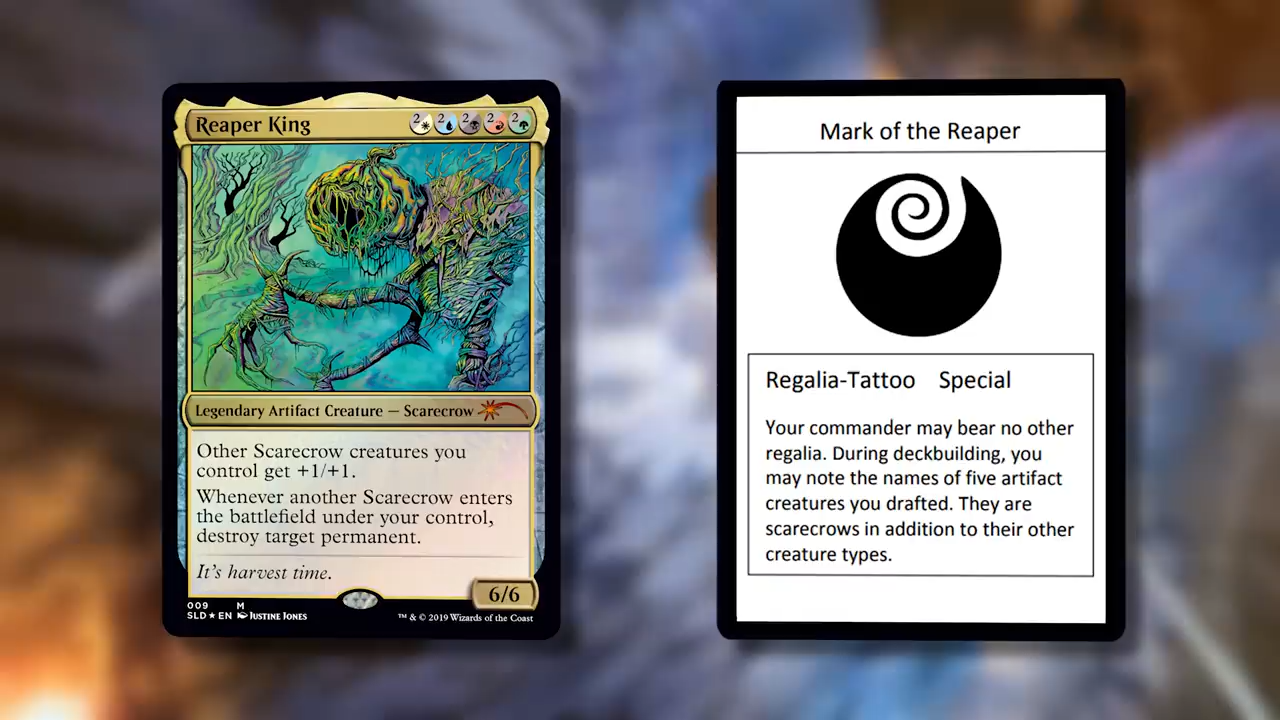 Reaper King
2 2 2 2 2
Legendary Artifact Creature — Scarecrow
Other Scarecrow creatures you
control get +1/+1.
Whenever another Scarecrow enters
the battlefield under your control,
destroy target permanent.
It's harvest time.
6/6
009 M
SLD ★ EN JUSTINE JONES
™ & © 2019 Wizards of the Coast
Mark of the Reaper
Regalia-Tattoo Special
Your commander may bear no other
regalia. During deckbuilding, you
may note the names of five artifact
creatures you drafted. They are
scarecrows in addition to their other
creature types.